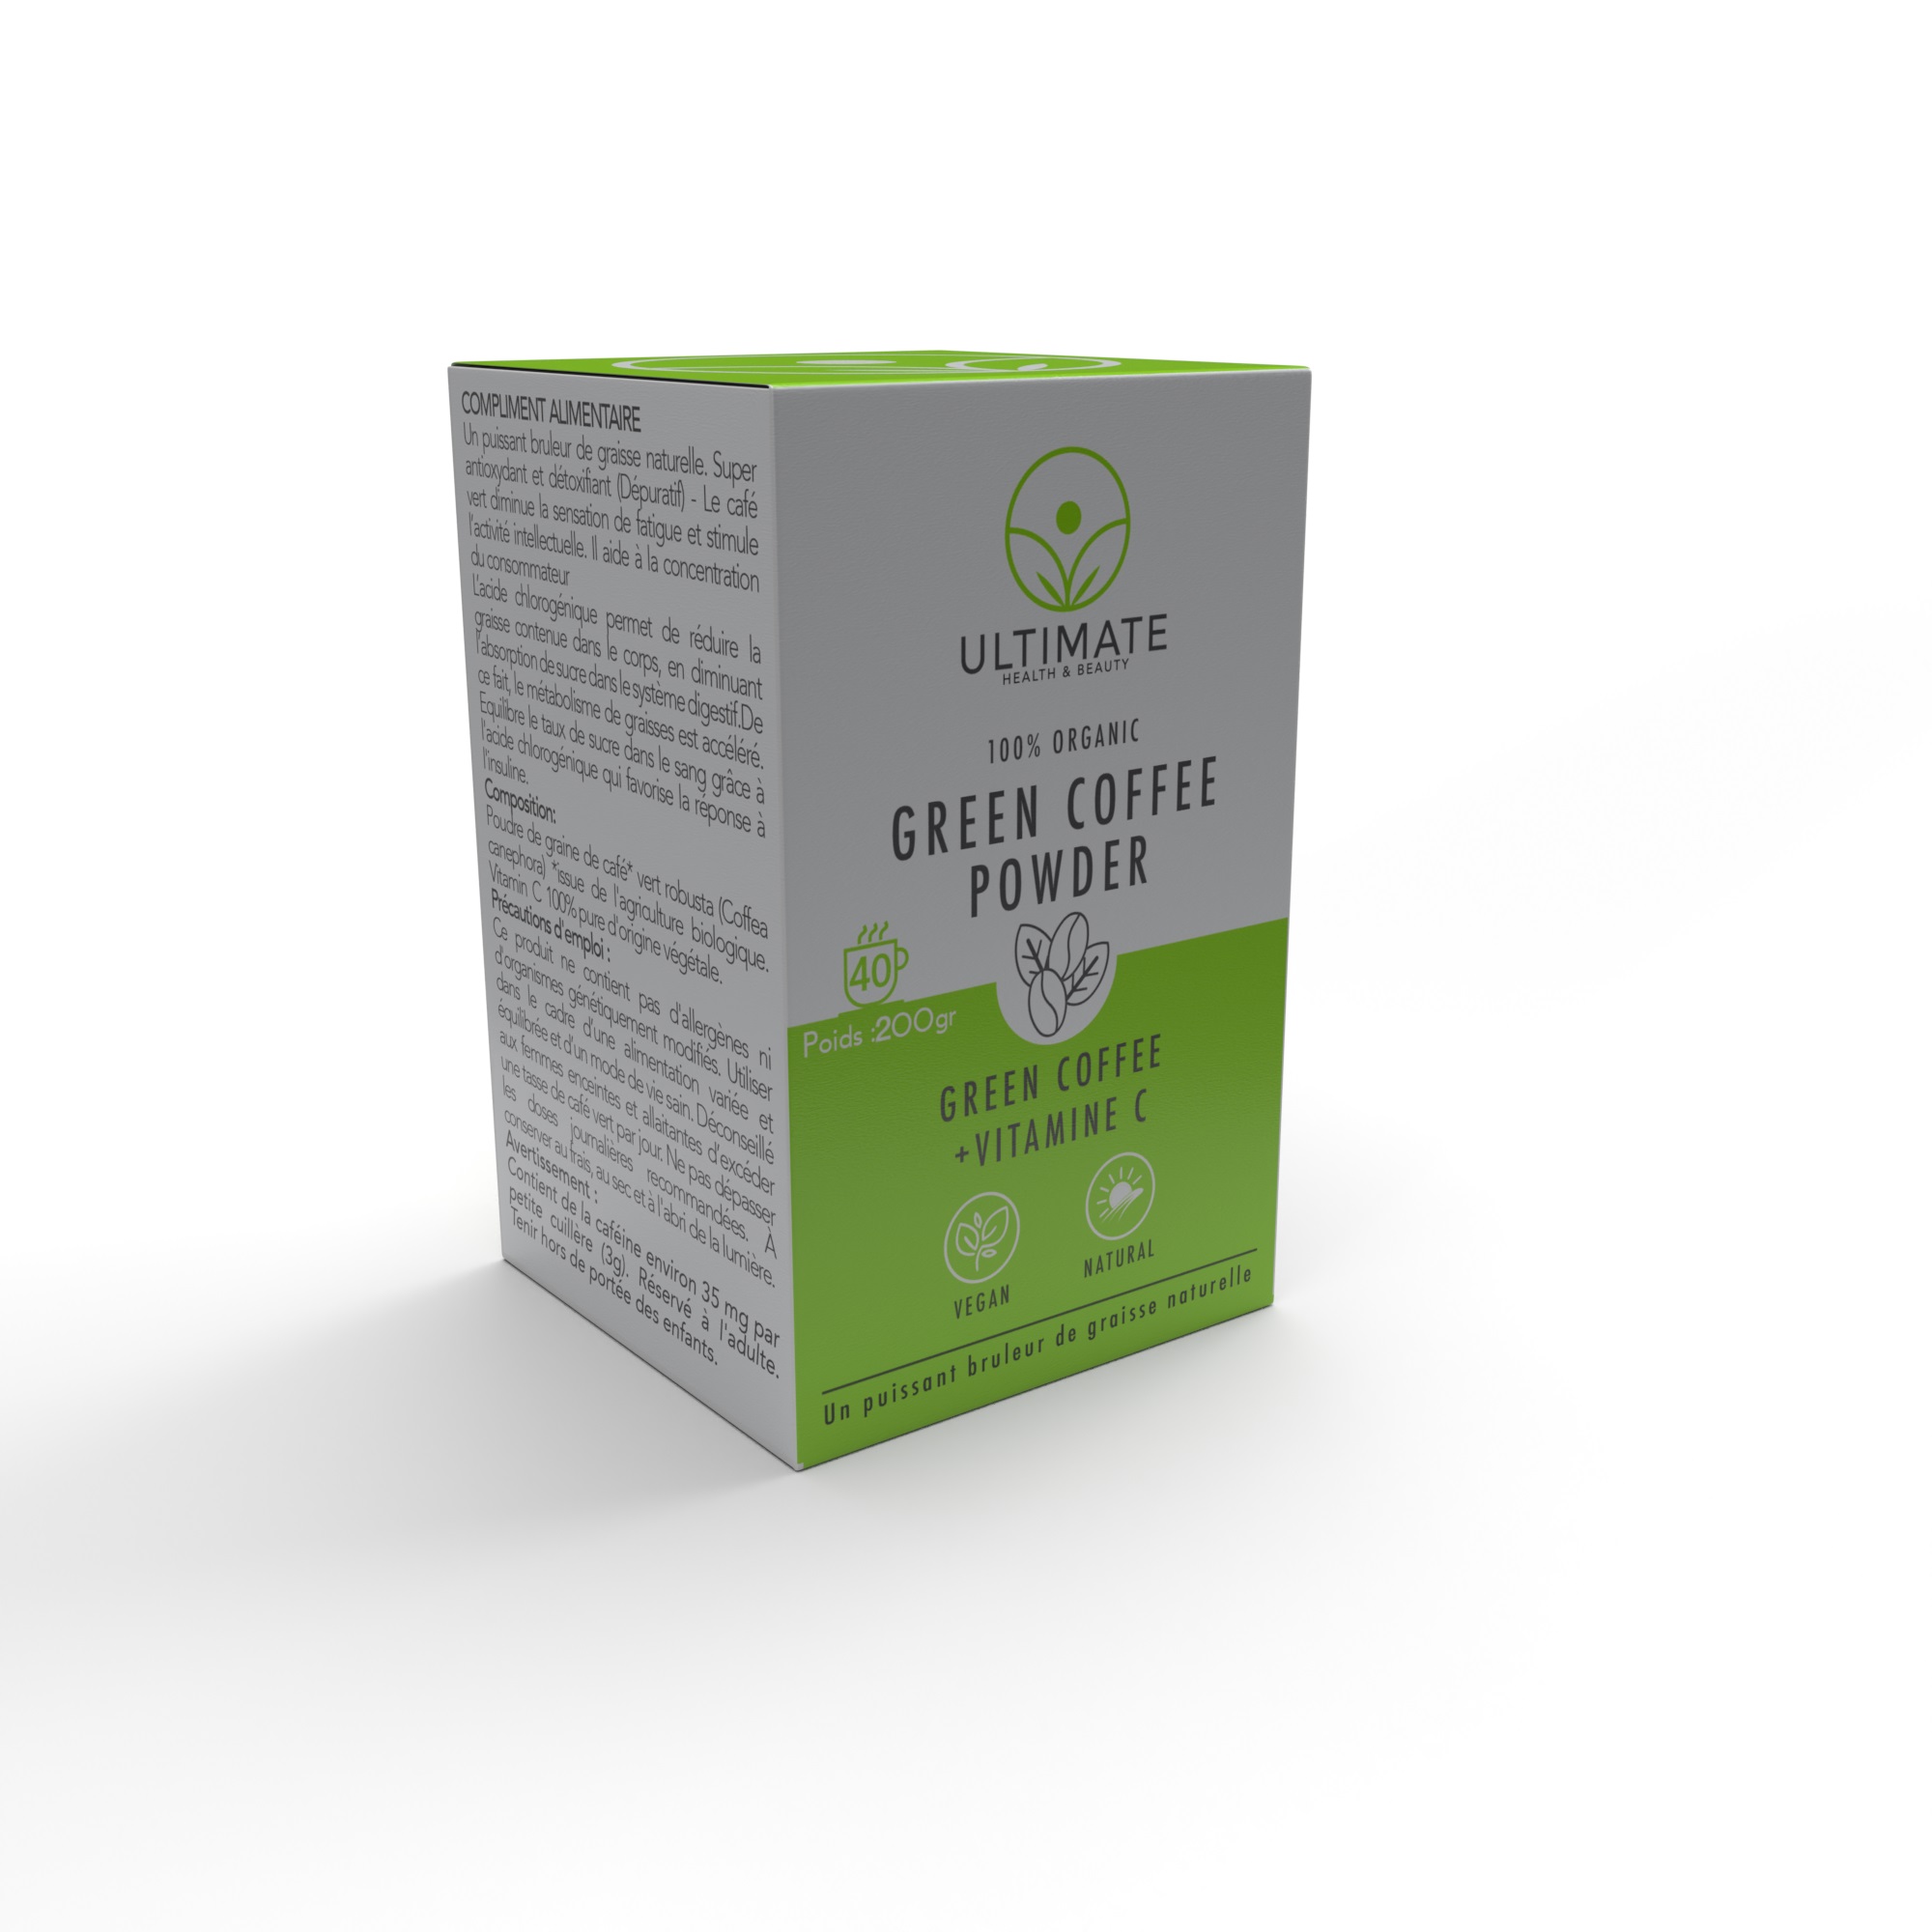 COMPLIMENT ALIMENTAIRE
Un puissant bruleur de graisse naturelle. Super
antioxydant et détoxifiant (Dépuratif) - Le café
vert diminue la sensation de fatigue et stimule
l'activité intellectuelle. Il aide à la concentration
du consommateur
L'acide chlorogénique permet de réduire la
graisse contenue dans le corps, en diminuant
l'absorption de sucre dans le système digestif.De
ce fait, le métabolisme de graisses est accéléré.
Equilibre le taux de sucre dans le sang grâce à
l'acide chlorogénique qui favorise la réponse à
l'insuline.
Composition:
Poudre de graine de café* vert robusta (Coffea
canephora) *issue de l'agriculture biologique.
Vitamin C 100% pure d'origine végétale.
Précautions d'emploi :
Ce produit ne contient pas d'allergènes ni
d'organismes génétiquement modifiés. Utiliser
dans le cadre d'une alimentation variée et
équilibrée et d'un mode de vie sain. Déconseillé
aux femmes enceintes et allaitantes d'excéder
une tasse de café vert par jour. Ne pas dépasser
les doses journalières recommandées. À
conserver au frais, au sec et à l'abri de la lumière.
Avertissement :
Contient de la caféine environ 35 mg par
petite cuillère (3g). Réservé à l'adulte.
Tenir hors de portée des enfants.
ULTIMATE
HEALTH & BEAUTY
100% ORGANIC
GREEN COFFEE
POWDER
40
Poids :200gr
GREEN COFFEE
+VITAMINE C
VEGAN
NATURAL
Un puissant bruleur de graisse naturelle